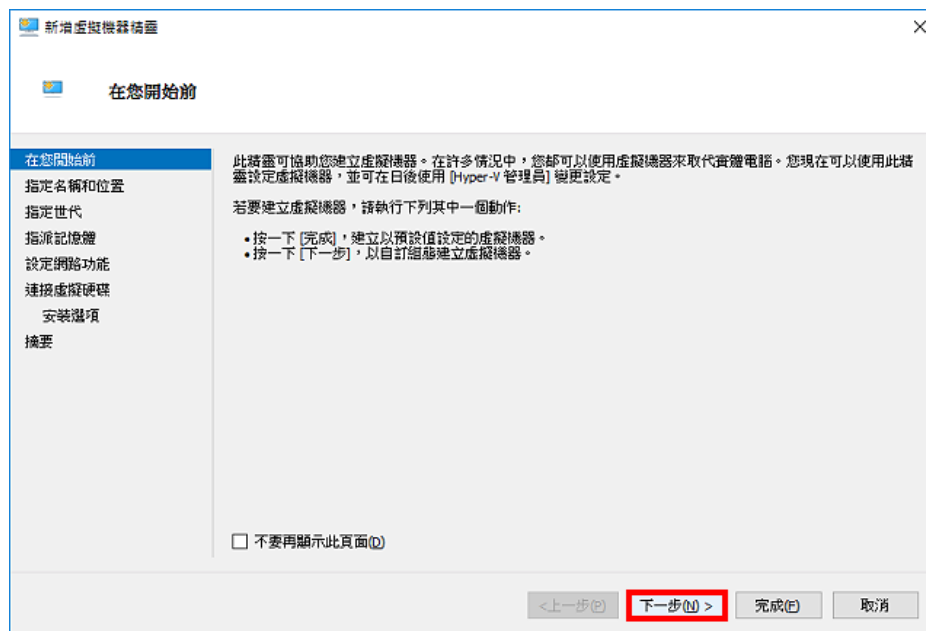 新增虛擬機器精靈
在您開始前
在您開始前
指定名稱和位置
指定世代
指派記憶體
設定網路功能
連接虛擬硬碟
安裝選項
摘要
此精靈可協助您建立虛擬機器。在許多情況中，您都可以使用虛擬機器來取代實體電腦。您現在可以使用此精
靈設定虛擬機器，並可在日後使用 [Hyper-V 管理員] 變更設定。
若要建立虛擬機器，請執行下列其中一個動作:
•按一下 [完成]，建立以預設值設定的虛擬機器。
•按一下 [下一步]，以自訂組態建立虛擬機器。
不要再顯示此頁面(D)
<上一步(P) 下一步(N) > 完成(F) 取消